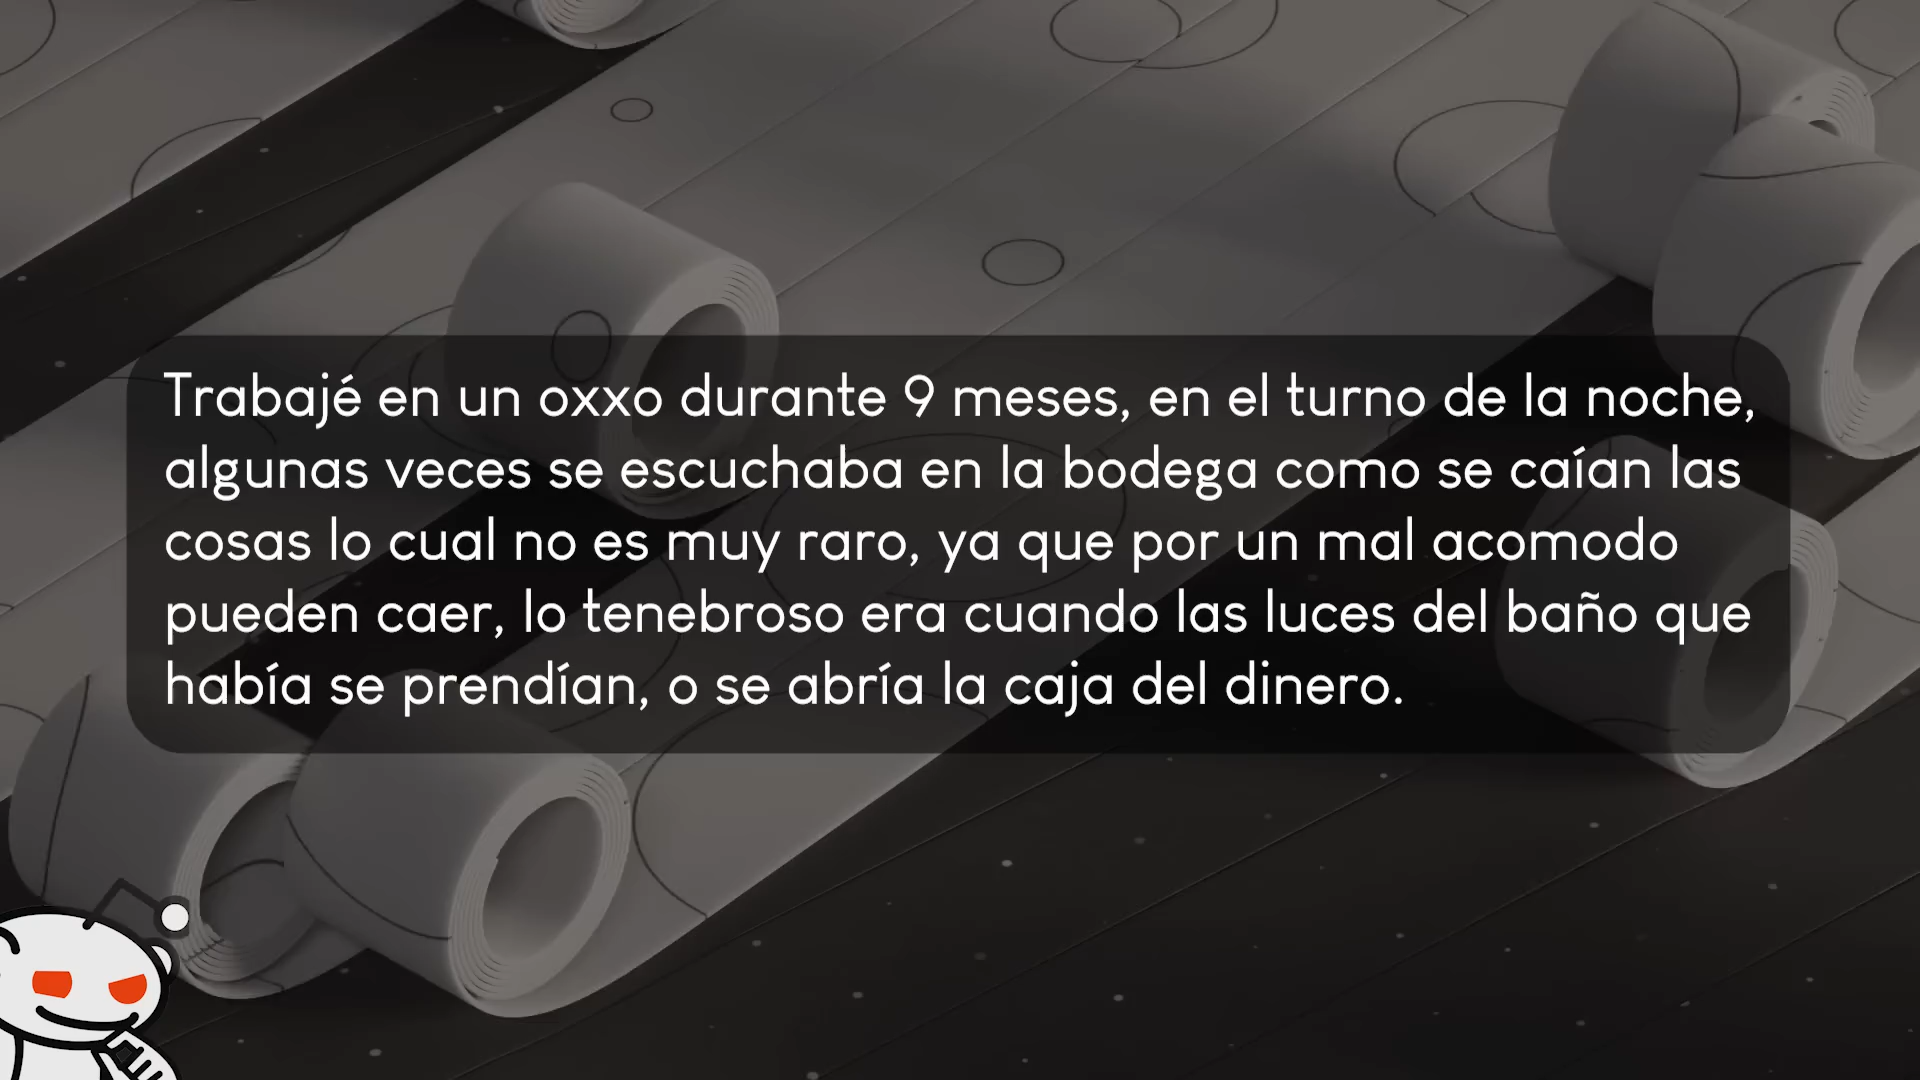 Trabajé en un oxxo durante 9 meses, en el turno de la noche,
algunas veces se escuchaba en la bodega como se caían las
cosas lo cual no es muy raro, ya que por un mal acomodo
pueden caer, lo tenebroso era cuando las luces del baño que
había se prendían, o se abría la caja del dinero.